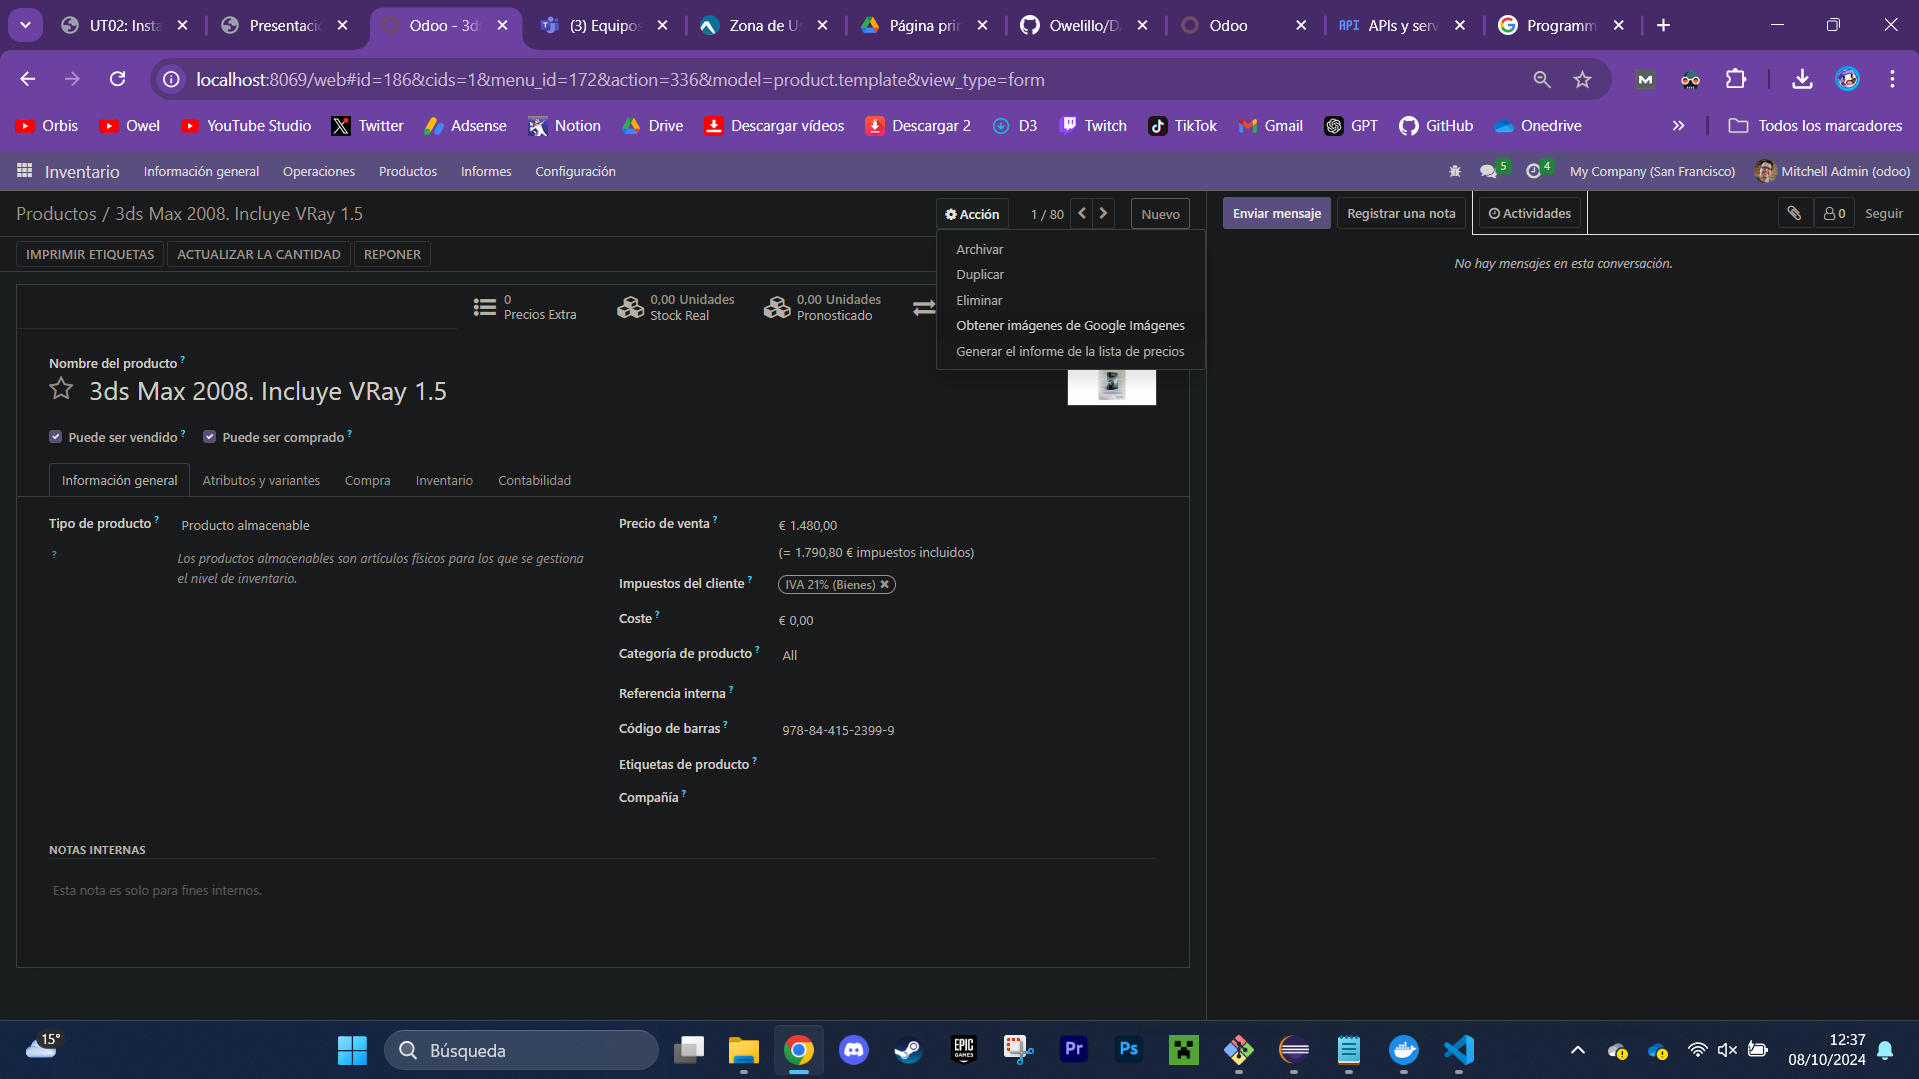 UT02: Insta
Presentació
Odoo - 3ds
(3) Equipos
Zona de Us
Página prin
Owelillo/D
Odoo
APIs y serv
Programm
localhost:8069/web#id=186&cids=1&menu_id=172&action=336&model=product.template&view_type=form
Orbis
Owel
YouTube Studio
Twitter
Adsense
Notion
Drive
Descargar vídeos
Descargar 2
D3
Twitch
TikTok
Gmail
GPT
GitHub
Onedrive
Todos los marcadores
Inventario
Información general
Operaciones
Productos
Informes
Configuración
5
4
My Company (San Francisco)
Mitchell Admin (odoo)
Productos / 3ds Max 2008. Incluye VRay 1.5
Acción
1 / 80
Nuevo
Enviar mensaje
Registrar una nota
Actividades
0
Seguir
IMPRIMIR ETIQUETAS
ACTUALIZAR LA CANTIDAD
REPONER
Archivar
Duplicar
Eliminar
Obtener imágenes de Google Imágenes
Generar el informe de la lista de precios
No hay mensajes en esta conversación.
0
Precios Extra
0,00 Unidades
Stock Real
0,00 Unidades
Pronosticado
Nombre del producto ?
3ds Max 2008. Incluye VRay 1.5
Puede ser vendido ?
Puede ser comprado ?
Información general
Atributos y variantes
Compra
Inventario
Contabilidad
Tipo de producto ?
Producto almacenable
?
Los productos almacenables son artículos físicos para los que se gestiona
el nivel de inventario.
Precio de venta ?
€ 1.480,00
(= 1.790,80 € impuestos incluidos)
Impuestos del cliente ?
IVA 21% (Bienes)
Coste ?
€ 0,00
Categoría de producto ?
All
Referencia interna ?
Código de barras ?
978-84-415-2399-9
Etiquetas de producto ?
Compañía ?
NOTAS INTERNAS
Esta nota es solo para fines internos.
15°
Búsqueda
EPIC
GAMES
Pr
Ps
12:37
08/10/2024